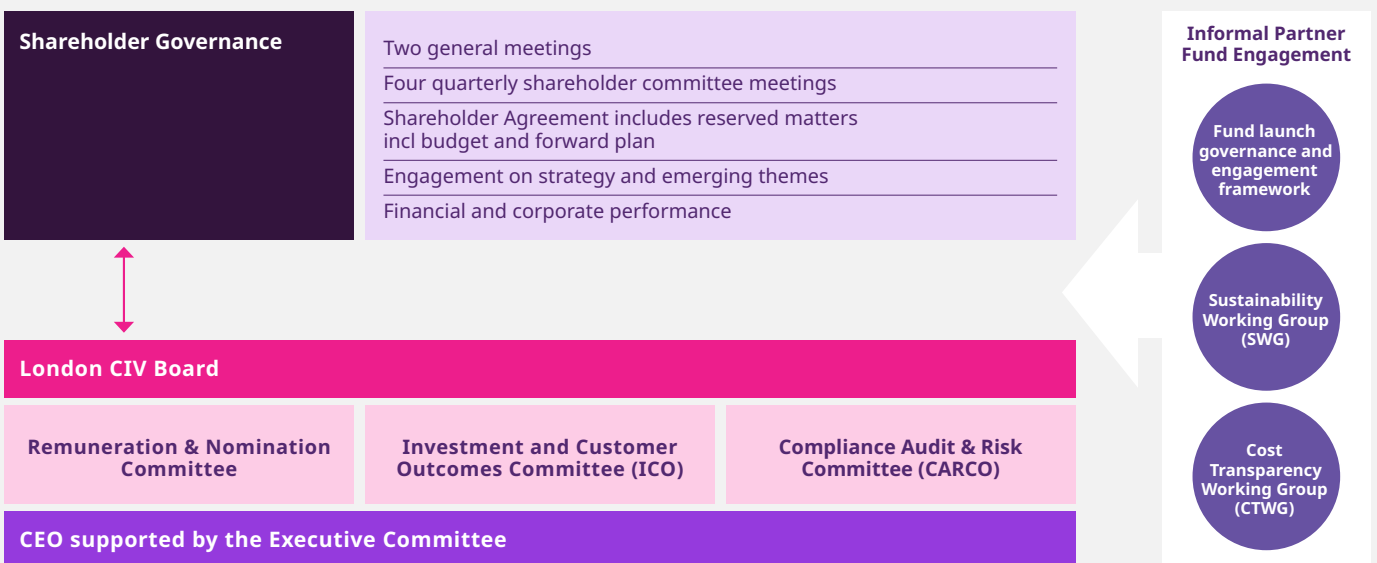 Shareholder Governance
Two general meetings
Four quarterly shareholder committee meetings
Shareholder Agreement includes reserved matters
incl budget and forward plan
Engagement on strategy and emerging themes
Financial and corporate performance
London CIV Board
Remuneration & Nomination
Committee
Investment and Customer
Outcomes Committee (ICO)
Compliance Audit & Risk
Committee (CARCO)
CEO supported by the Executive Committee
Informal Partner
Fund Engagement
Fund launch
governance and
engagement
framework
Sustainability
Working Group
(SWG)
Cost
Transparency
Working Group
(CTWG)